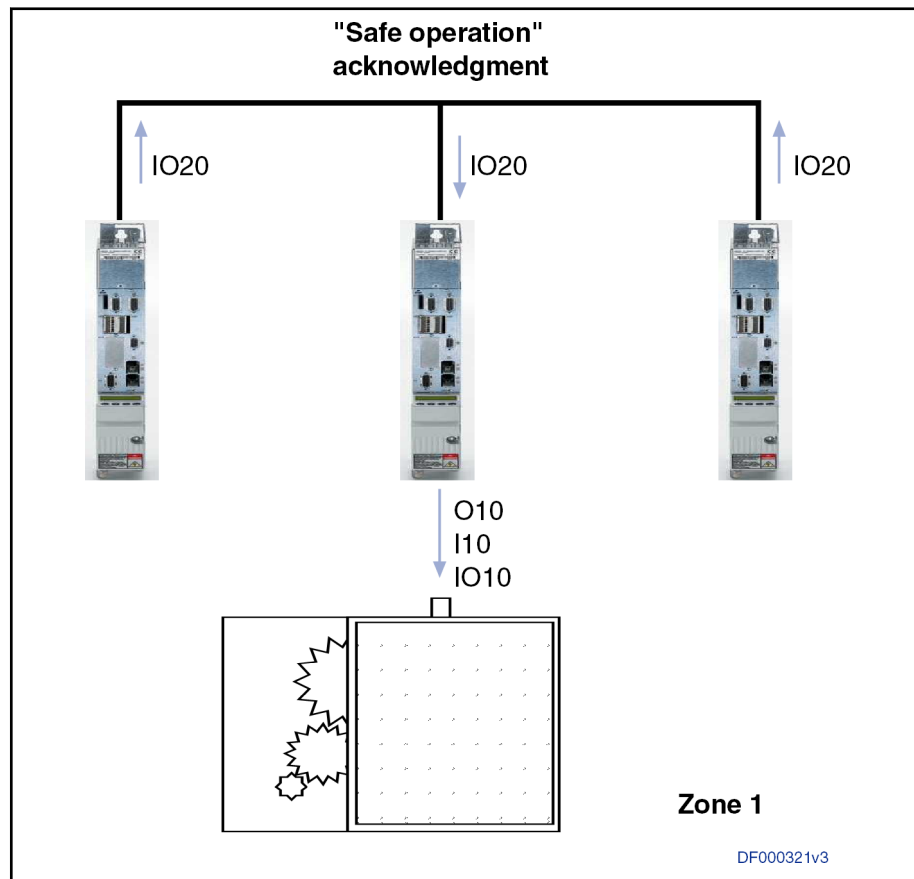 "Safe operation"
acknowledgment
IO20
IO20
IO20
O10
I10
IO10
Zone 1
DF000321v3